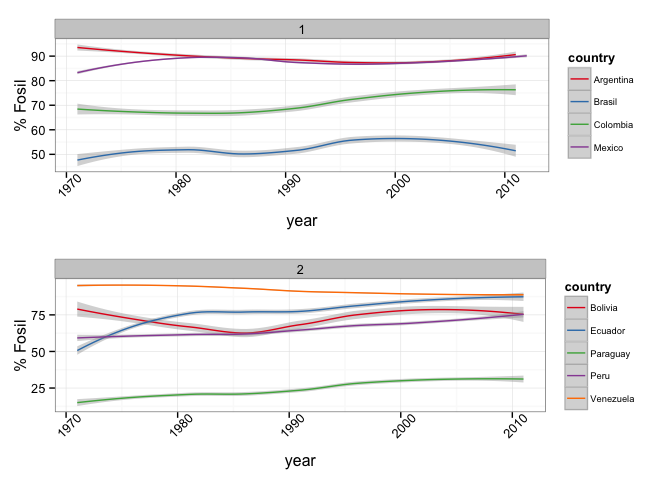 1
% Fosil
90
80
70
60
50
1970
1980
1990
2000
2010
year
country
Argentina
Brasil
Colombia
Mexico
2
% Fosil
75
50
25
1970
1980
1990
2000
2010
year
country
Bolivia
Ecuador
Paraguay
Peru
Venezuela